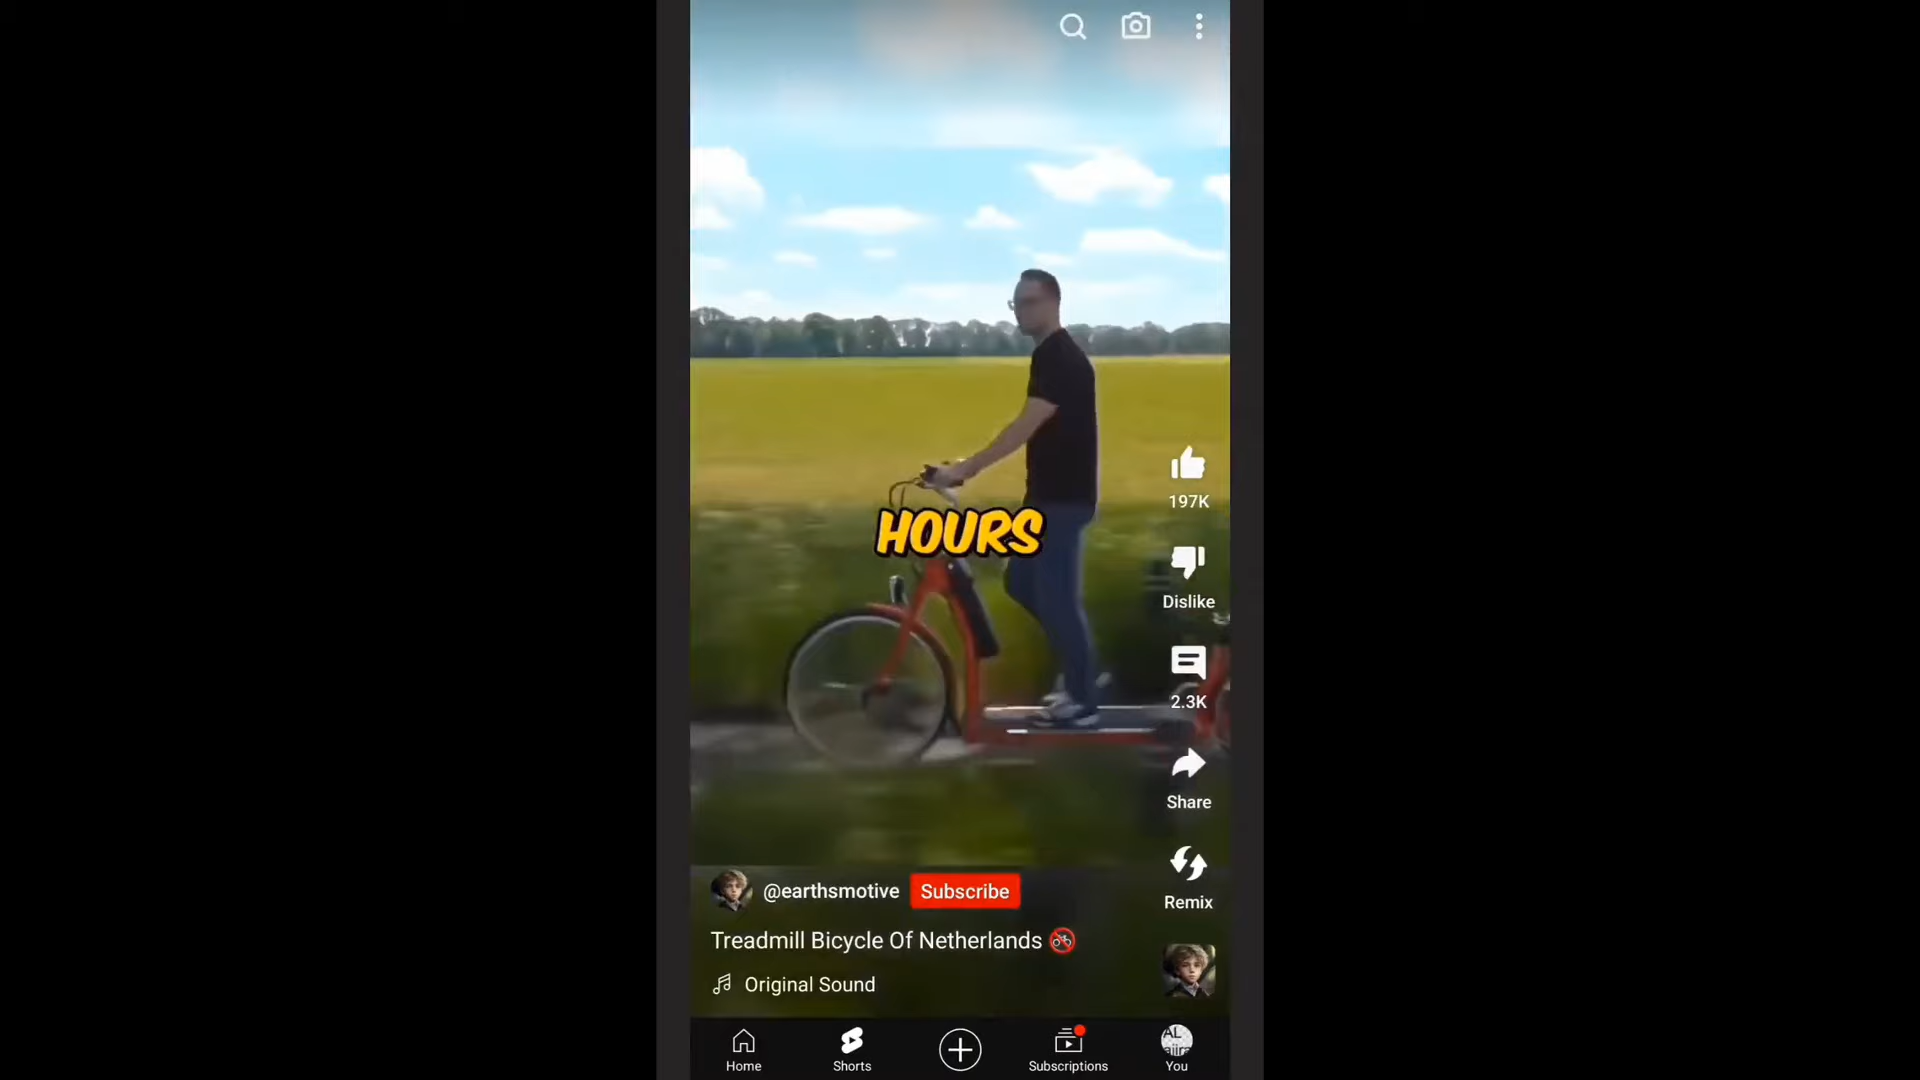 HOURS
197K
Dislike
2.3K
Share
Remix
@earthsmotive Subscribe
Treadmill Bicycle Of Netherlands 🚳
Original Sound
Home
Shorts
Subscriptions
You